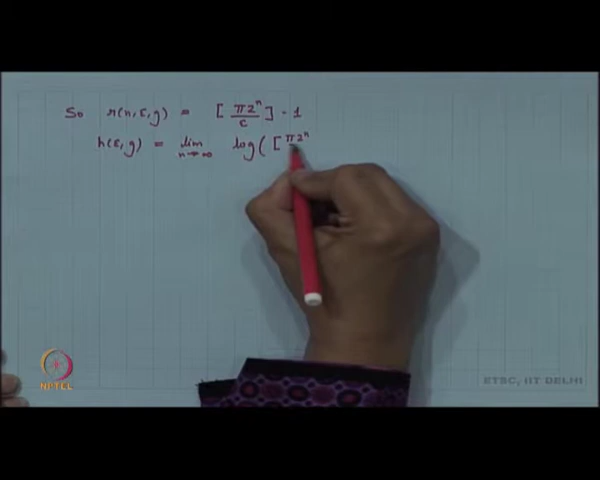 So r(n, ε, g) = [ π2ⁿ / ε ] - 1
h(ε, g) = lim n→∞ log( [ π2ⁿ
NPTEL
ETSC, IIT DELHI